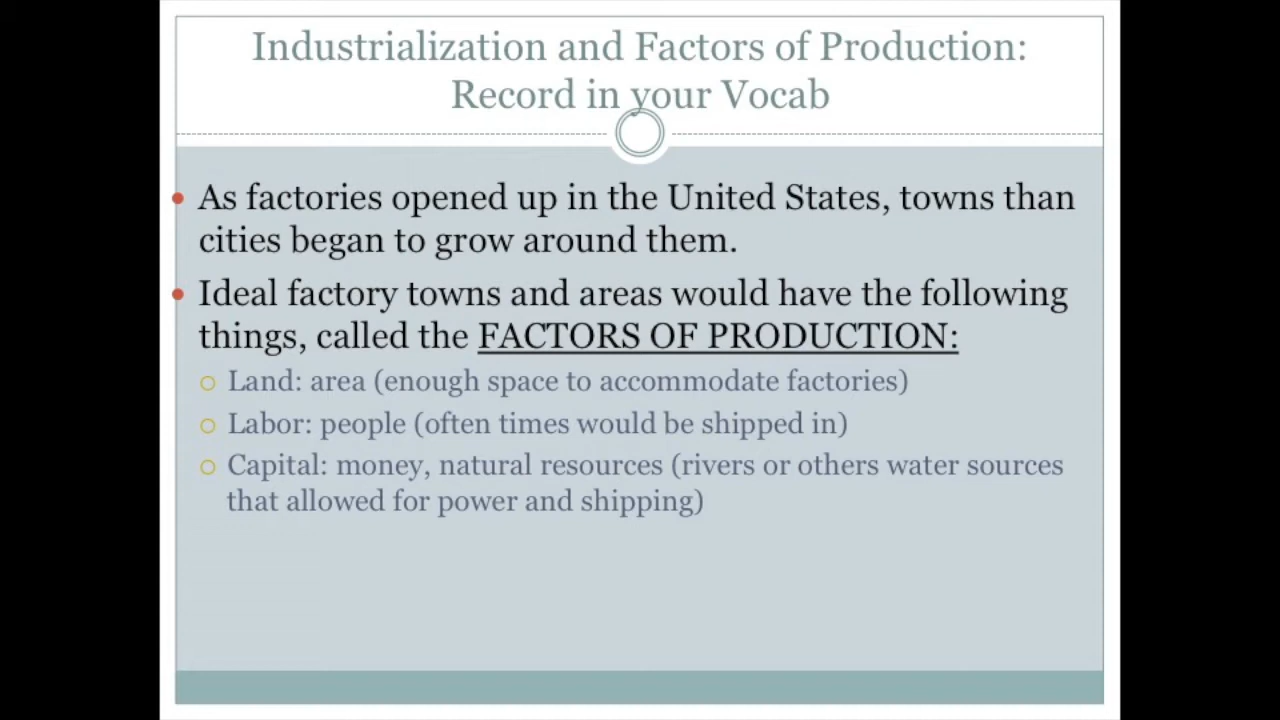 Industrialization and Factors of Production:
Record in your Vocab
As factories opened up in the United States, towns than
cities began to grow around them.
Ideal factory towns and areas would have the following
things, called the FACTORS OF PRODUCTION:
Land: area (enough space to accommodate factories)
Labor: people (often times would be shipped in)
Capital: money, natural resources (rivers or others water sources
that allowed for power and shipping)